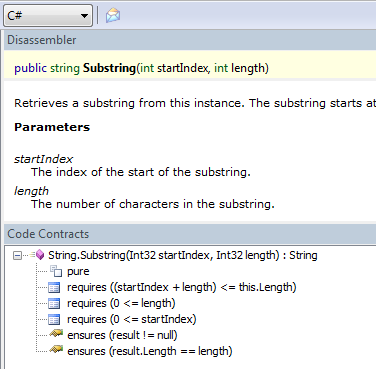 C#
Disassembler
public string Substring(int startIndex, int length)
Retrieves a substring from this instance. The substring starts at
Parameters
startIndex
The index of the start of the substring.
length
The number of characters in the substring.
Code Contracts
String.Substring(Int32 startIndex, Int32 length) : String
pure
requires ((startIndex + length) <= this.Length)
requires (0 <= length)
requires (0 <= startIndex)
ensures (result != null)
ensures (result.Length == length)